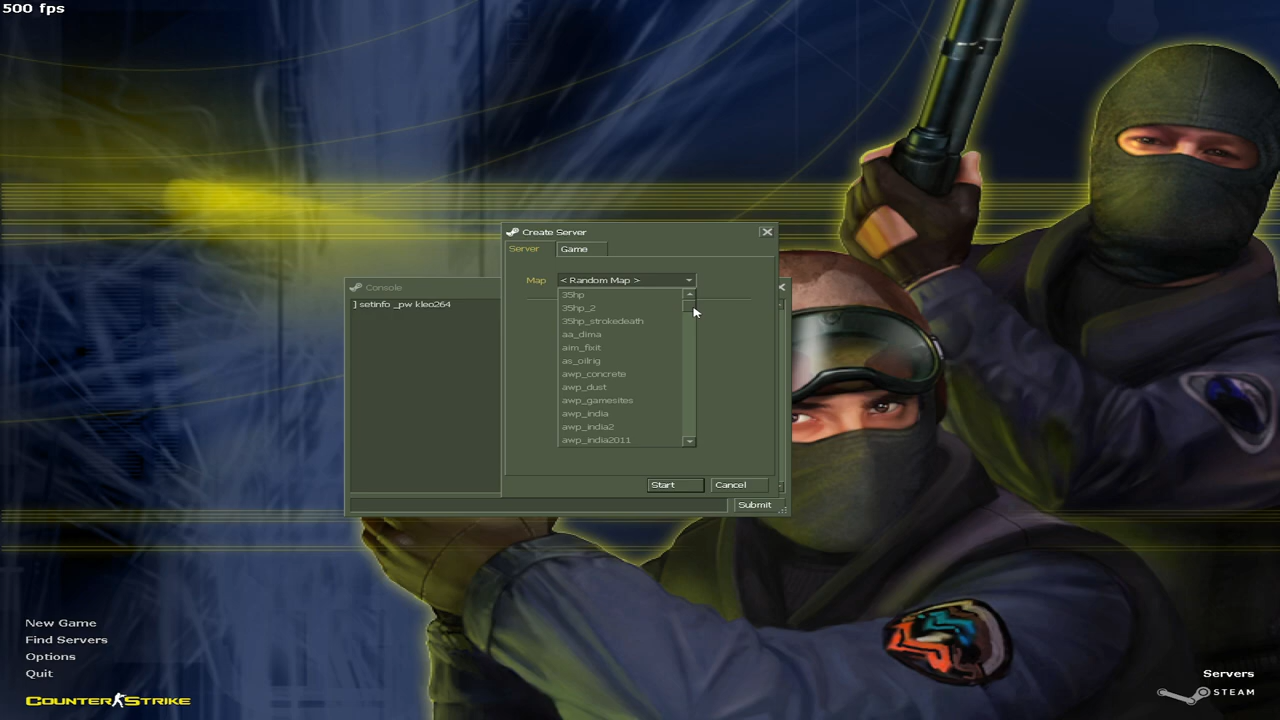 500 fps
Create Server
Server
Game
Map
< Random Map >
35hp
35hp_2
35hp_strokedeath
aa_dima
aim_fixit
as_oilrig
awp_concrete
awp_dust
awp_gamesites
awp_india
awp_india2
awp_india2011
Start
Cancel
Console
] setinfo _pw kleo264
Submit
New Game
Find Servers
Options
Quit
COUNTER STRIKE
Servers
STEAM